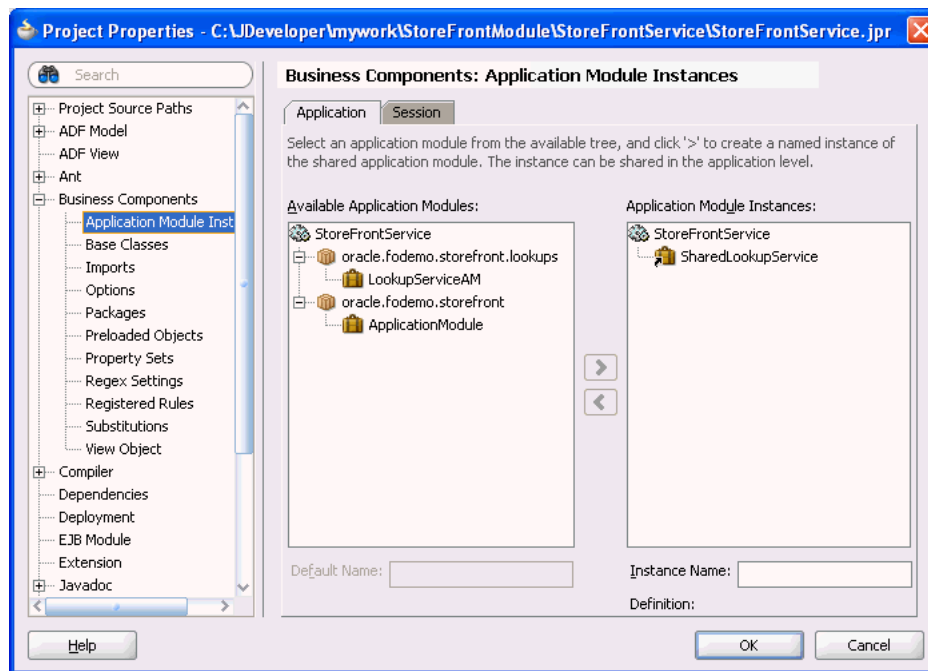 Project Properties - C:\JDeveloper\mywork\StoreFrontModule\StoreFrontService\StoreFrontService.jpr
Search
Project Source Paths
ADF Model
ADF View
Ant
Business Components
Application Module Inst
Base Classes
Imports
Options
Packages
Preloaded Objects
Property Sets
Regex Settings
Registered Rules
Substitutions
View Object
Compiler
Dependencies
Deployment
EJB Module
Extension
Javadoc
Business Components: Application Module Instances
Application Session
Select an application module from the available tree, and click '>' to create a named instance of
the shared application module. The instance can be shared in the application level.
Available Application Modules:
StoreFrontService
oracle.fodemo.storefront.lookups
LookupServiceAM
oracle.fodemo.storefront
ApplicationModule
Default Name:
Application Module Instances:
StoreFrontService
SharedLookupService
Instance Name:
Definition:
Help
OK
Cancel